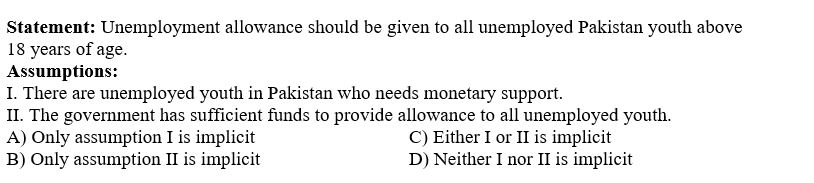 Statement: Unemployment allowance should be given to all unemployed Pakistan youth above
18 years of age.
Assumptions:
I. There are unemployed youth in Pakistan who needs monetary support.
II. The government has sufficient funds to provide allowance to all unemployed youth.
A) Only assumption I is implicit C) Either I or II is implicit
B) Only assumption II is implicit D) Neither I nor II is implicit